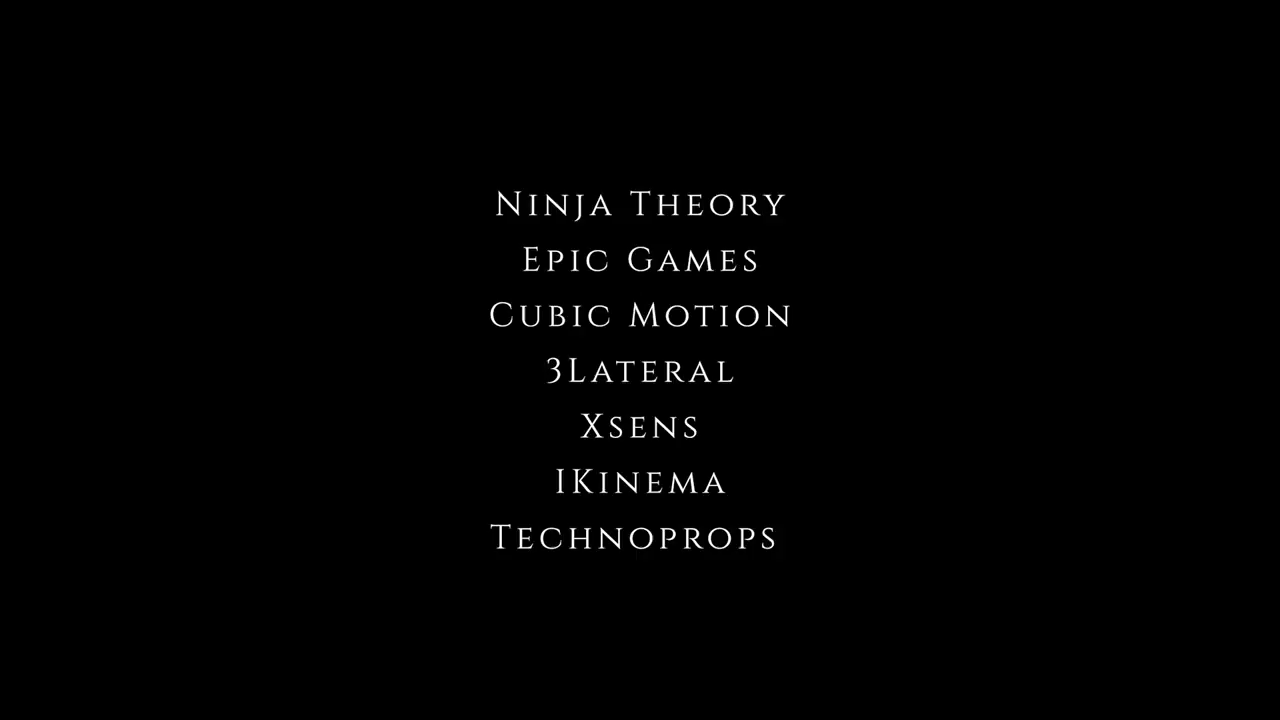 Ninja Theory
Epic Games
Cubic Motion
3Lateral
Xsens
IKinema
Technoprops